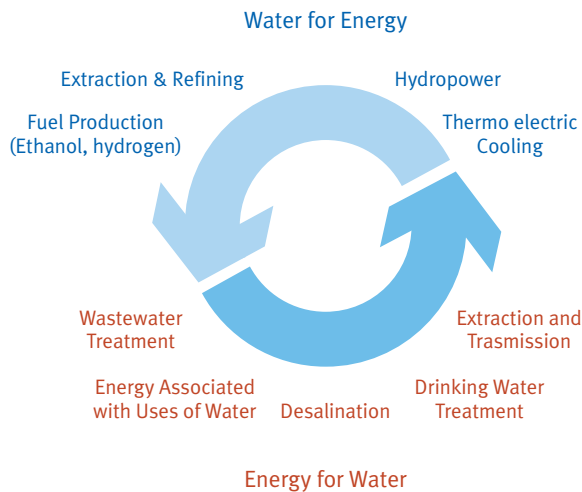 Water for Energy
Extraction & Refining
Hydropower
Fuel Production
(Ethanol, hydrogen)
Thermo electric
Cooling
Wastewater
Treatment
Extraction and
Trasmission
Energy Associated
with Uses of Water
Desalination
Drinking Water
Treatment
Energy for Water